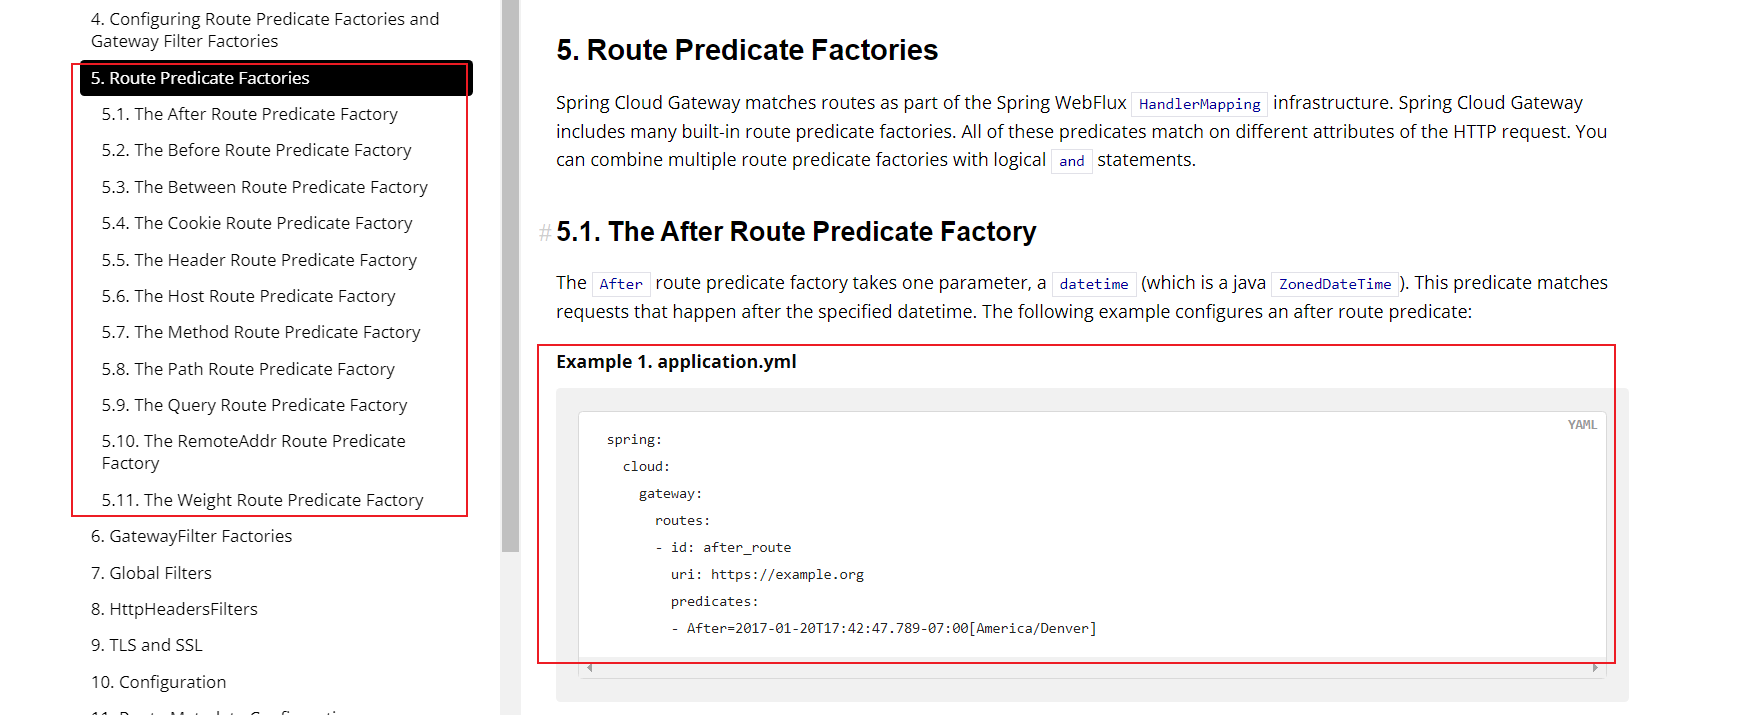 4. Configuring Route Predicate Factories and
Gateway Filter Factories
5. Route Predicate Factories
5.1. The After Route Predicate Factory
5.2. The Before Route Predicate Factory
5.3. The Between Route Predicate Factory
5.4. The Cookie Route Predicate Factory
5.5. The Header Route Predicate Factory
5.6. The Host Route Predicate Factory
5.7. The Method Route Predicate Factory
5.8. The Path Route Predicate Factory
5.9. The Query Route Predicate Factory
5.10. The RemoteAddr Route Predicate
Factory
5.11. The Weight Route Predicate Factory
6. GatewayFilter Factories
7. Global Filters
8. HttpHeadersFilters
9. TLS and SSL
10. Configuration
5. Route Predicate Factories
Spring Cloud Gateway matches routes as part of the Spring WebFlux HandlerMapping infrastructure. Spring Cloud Gateway
includes many built-in route predicate factories. All of these predicates match on different attributes of the HTTP request. You
can combine multiple route predicate factories with logical and statements.
# 5.1. The After Route Predicate Factory
The After route predicate factory takes one parameter, a datetime (which is a java ZonedDateTime). This predicate matches
requests that happen after the specified datetime. The following example configures an after route predicate:
Example 1. application.yml
YAML
spring:
  cloud:
    gateway:
      routes:
      - id: after_route
        uri: https://example.org
        predicates:
        - After=2017-01-20T17:42:47.789-07:00[America/Denver]